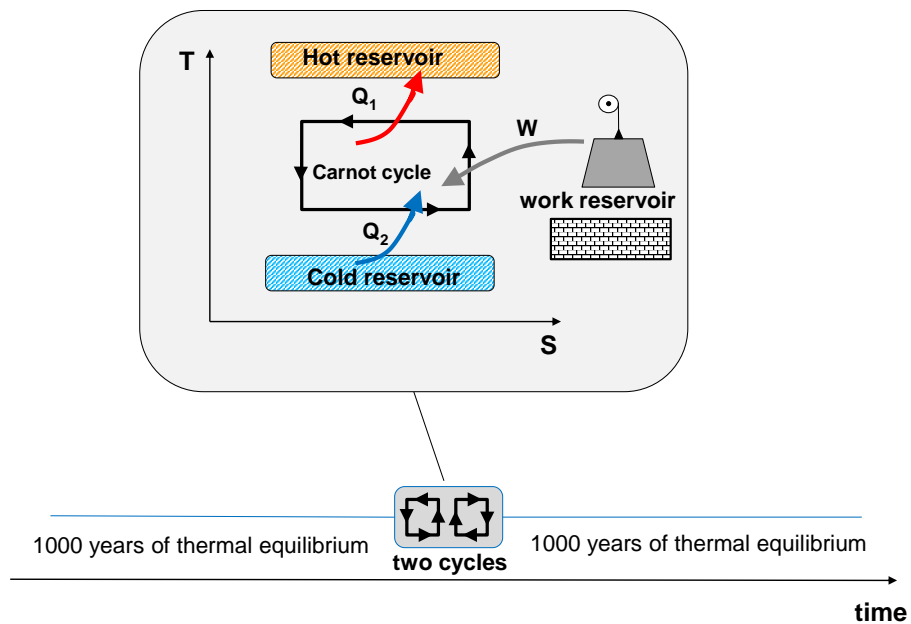 T
Hot reservoir
Q₁
W
Carnot cycle
work reservoir
Q₂
Cold reservoir
S
1000 years of thermal equilibrium
1000 years of thermal equilibrium
two cycles
time